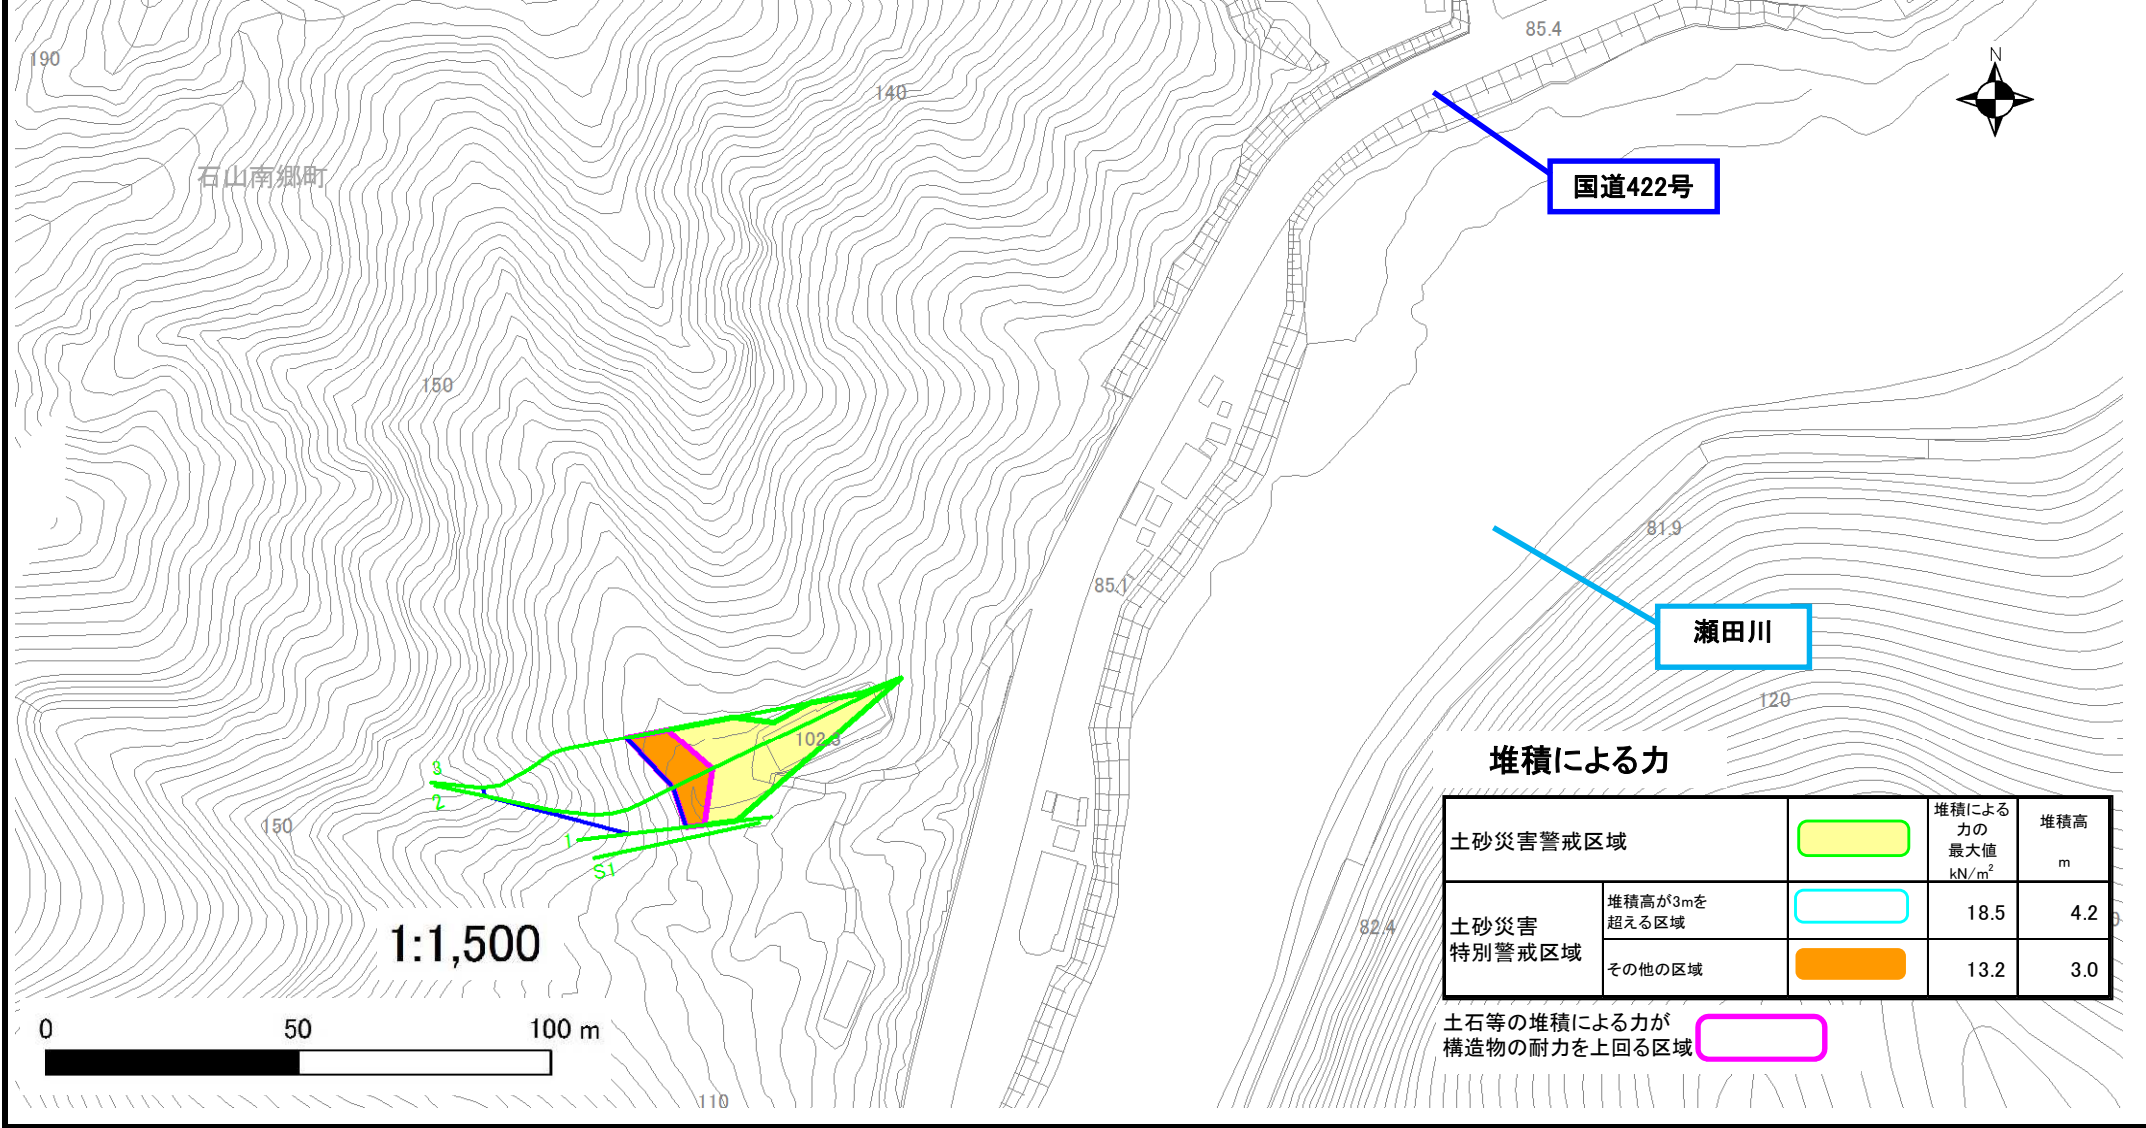 190
85.4
N
140
石山南郷町
国道422号
150
81.9
85.1
瀬田川
120
102.3
3
2
150
1
S1
82.4
110
1:1,500
0 50 100 m
堆積による力
土砂災害警戒区域
堆積による
力の
最大値
kN/m²
堆積高
m
土砂災害
特別警戒区域
堆積高が3mを
超える区域
18.5
4.2
その他の区域
13.2
3.0
土石等の堆積による力が
構造物の耐力を上回る区域